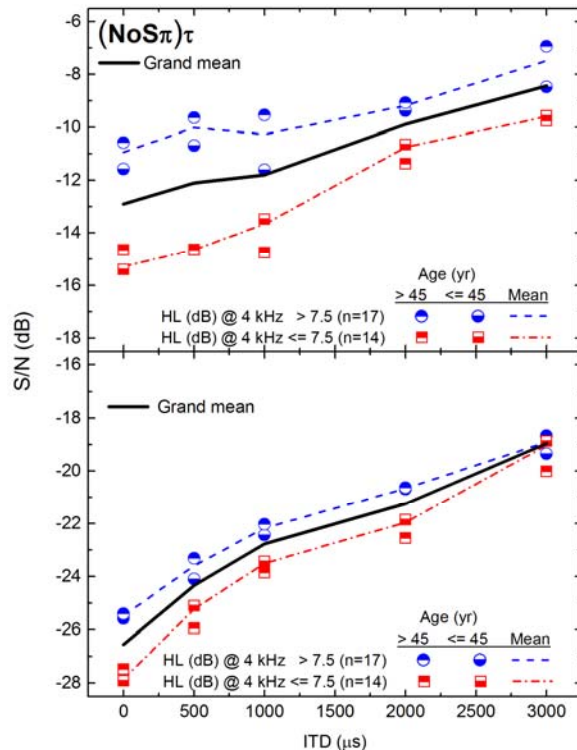 -6
(NoSπ)τ
Grand mean
-8
-10
-12
-14
-16
-18
Age (yr)
> 45 <= 45 Mean
HL (dB) @ 4 kHz > 7.5 (n=17)
HL (dB) @ 4 kHz <= 7.5 (n=14)
S/N (dB)
Grand mean
-18
-20
-22
-24
-26
-28
Age (yr)
> 45 <= 45 Mean
HL (dB) @ 4 kHz > 7.5 (n=17)
HL (dB) @ 4 kHz <= 7.5 (n=14)
0 500 1000 1500 2000 2500 3000
ITD (μs)